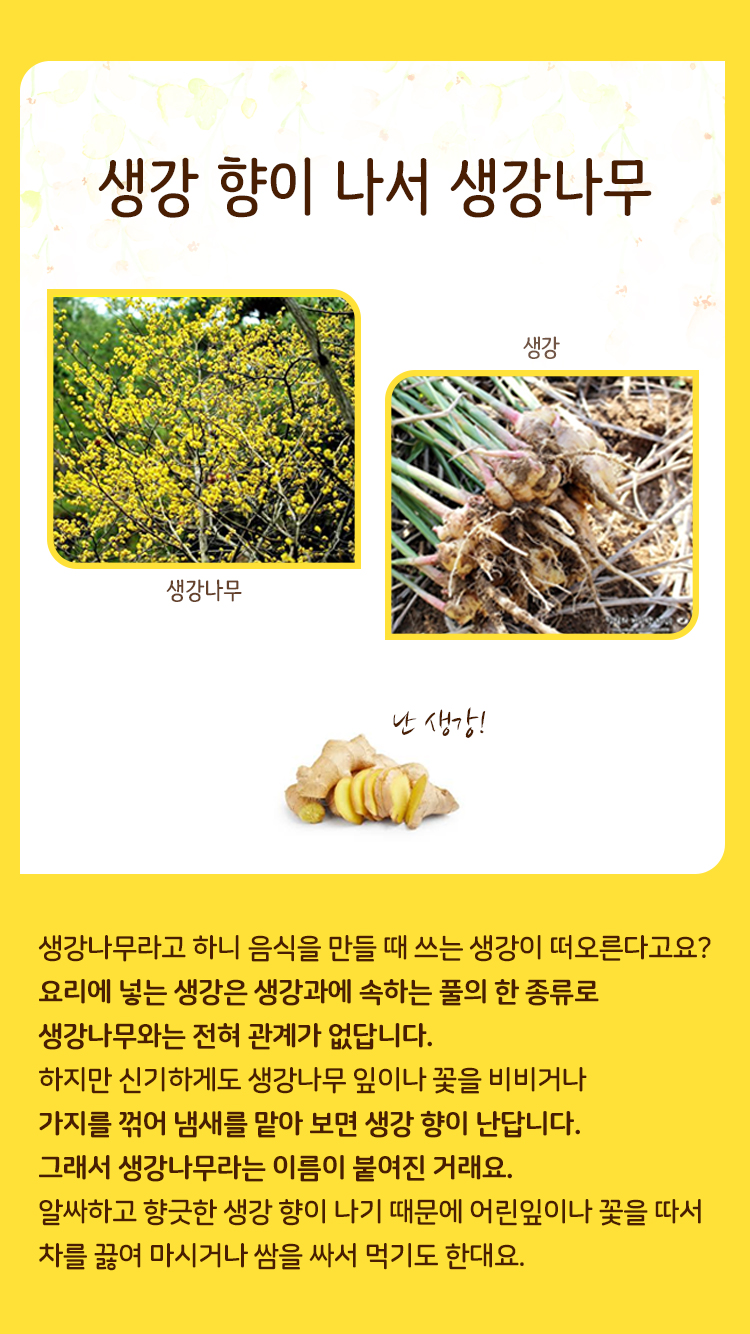 생강 향이 나서 생강나무
생강
생강나무
난 생강!
생강나무라고 하니 음식을 만들 때 쓰는 생강이 떠오른다고요?
요리에 넣는 생강은 생강과에 속하는 풀의 한 종류로
생강나무와는 전혀 관계가 없답니다.
하지만 신기하게도 생강나무 잎이나 꽃을 비비거나
가지를 꺾어 냄새를 맡아 보면 생강 향이 난답니다.
그래서 생강나무라는 이름이 붙여진 거래요.
알싸하고 향긋한 생강 향이 나기 때문에 어린잎이나 꽃을 따서
차를 끓여 마시거나 쌈을 싸서 먹기도 한대요.